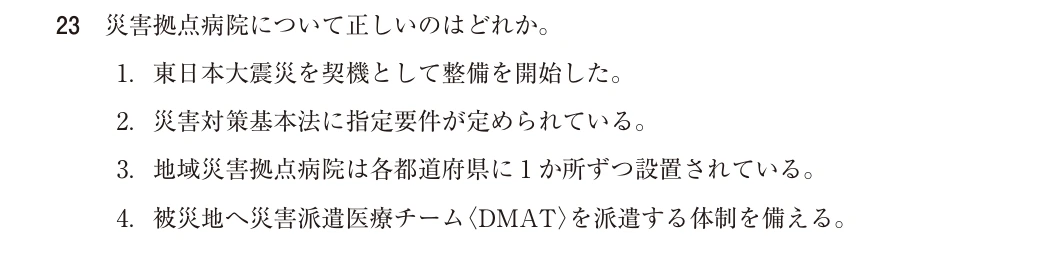 23 災害拠点病院について正しいのはどれか。
1. 東日本大震災を契機として整備を開始した。
2. 災害対策基本法に指定要件が定められている。
3. 地域災害拠点病院は各都道府県に1か所ずつ設置されている。
4. 被災地へ災害派遣医療チーム〈DMAT〉を派遣する体制を備える。